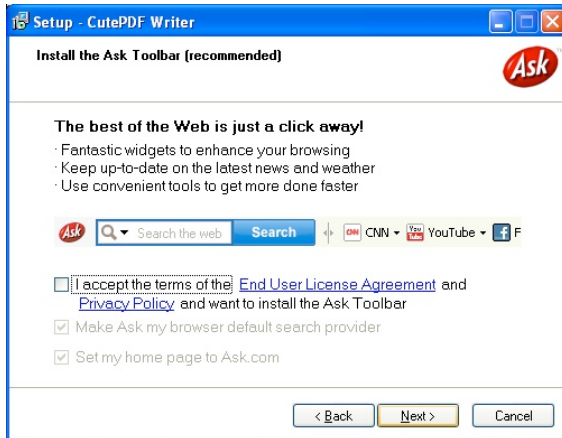 Setup - CutePDF Writer
Install the Ask Toolbar (recommended)
Ask
The best of the Web is just a click away!
· Fantastic widgets to enhance your browsing
· Keep up-to-date on the latest news and weather
· Use convenient tools to get more done faster
Ask Search the web Search CNN CNN You Tube YouTube f F
I accept the terms of the End User License Agreement and
Privacy Policy and want to install the Ask Toolbar
Make Ask my browser default search provider
Set my home page to Ask.com
< Back Next > Cancel